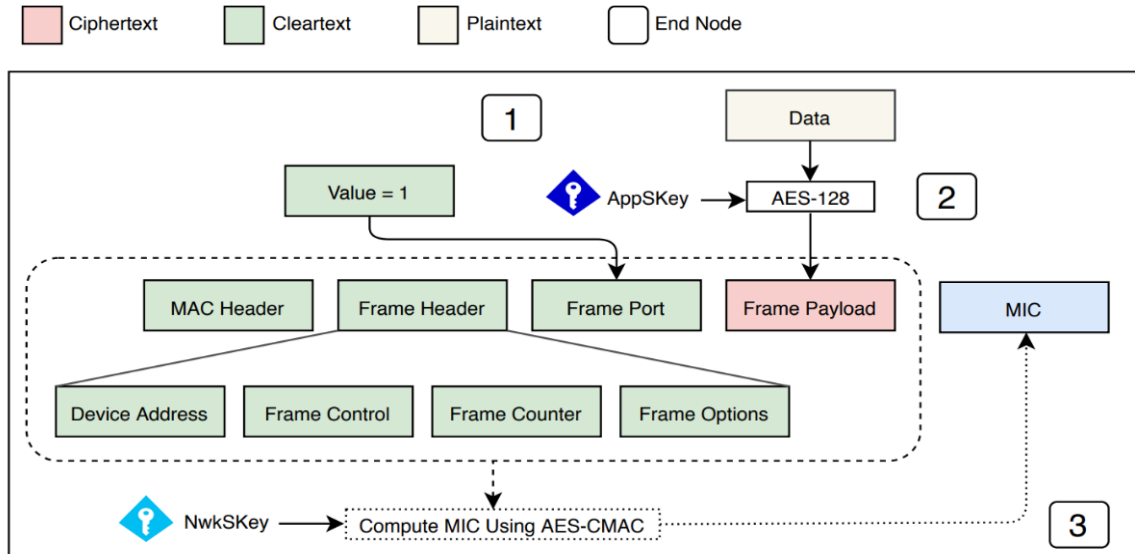 Ciphertext
Cleartext
Plaintext
End Node
1
Data
Value = 1
AppSKey
AES-128
2
MAC Header
Frame Header
Frame Port
Frame Payload
MIC
Device Address
Frame Control
Frame Counter
Frame Options
NwkSKey
Compute MIC Using AES-CMAC
3